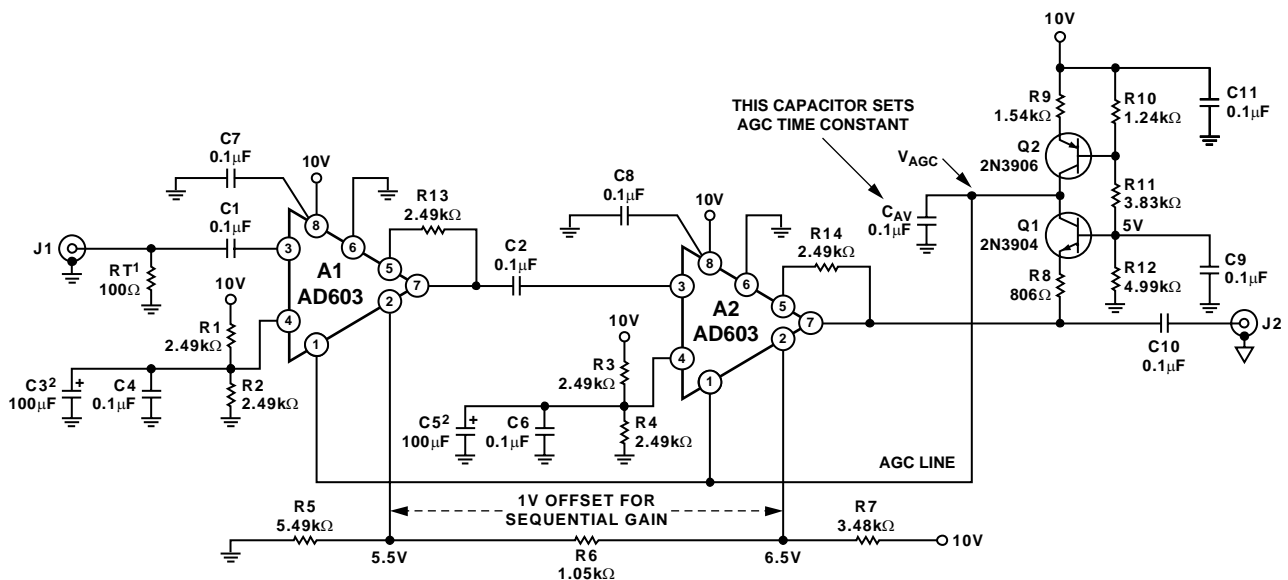 10V
THIS CAPACITOR SETS
AGC TIME CONSTANT
R9
1.54kΩ
R10
1.24kΩ
C11
0.1µF
Q2
2N3906
VAGC
C7
0.1µF
10V
C8
0.1µF
10V
R13
2.49kΩ
CAV
0.1µF
R11
3.83kΩ
Q1
2N3904
5V
R14
2.49kΩ
C1
0.1µF
J1
RT¹
100Ω
3
8
6
5
7
2
4
1
A1
AD603
C2
0.1µF
3
8
6
5
7
2
4
1
A2
AD603
R8
806Ω
R12
4.99kΩ
C9
0.1µF
J2
C10
0.1µF
10V
R1
2.49kΩ
10V
R3
2.49kΩ
C3²
+
100µF
C4
0.1µF
R2
2.49kΩ
C5²
+
100µF
C6
0.1µF
R4
2.49kΩ
AGC LINE
1V OFFSET FOR
SEQUENTIAL GAIN
R5
5.49kΩ
R7
3.48kΩ
5.5V
R6
1.05kΩ
6.5V
10V